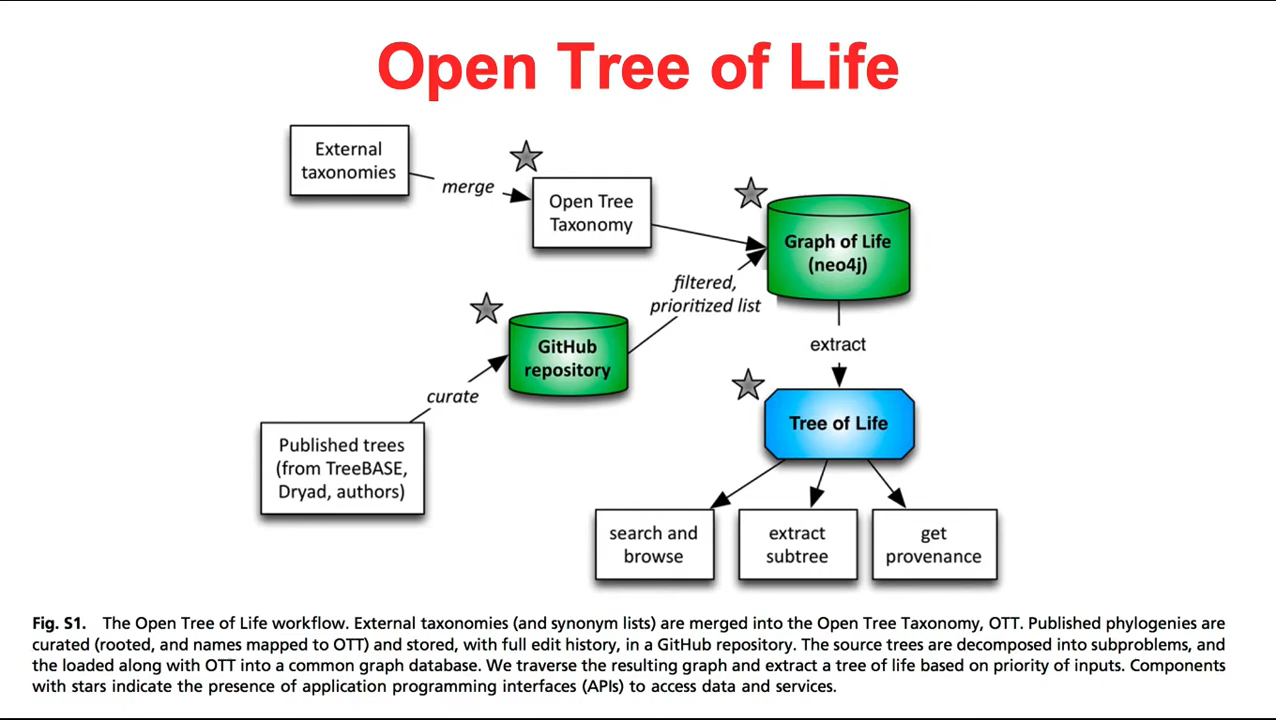 Open Tree of Life
External
taxonomies
merge
Open Tree
Taxonomy
Graph of Life
(neo4j)
filtered,
prioritized list
GitHub
repository
extract
curate
Tree of Life
Published trees
(from TreeBASE,
Dryad, authors)
search and
browse
extract
subtree
get
provenance
Fig. S1. The Open Tree of Life workflow. External taxonomies (and synonym lists) are merged into the Open Tree Taxonomy, OTT. Published phylogenies are
curated (rooted, and names mapped to OTT) and stored, with full edit history, in a GitHub repository. The source trees are decomposed into subproblems, and
the loaded along with OTT into a common graph database. We traverse the resulting graph and extract a tree of life based on priority of inputs. Components
with stars indicate the presence of application programming interfaces (APIs) to access data and services.